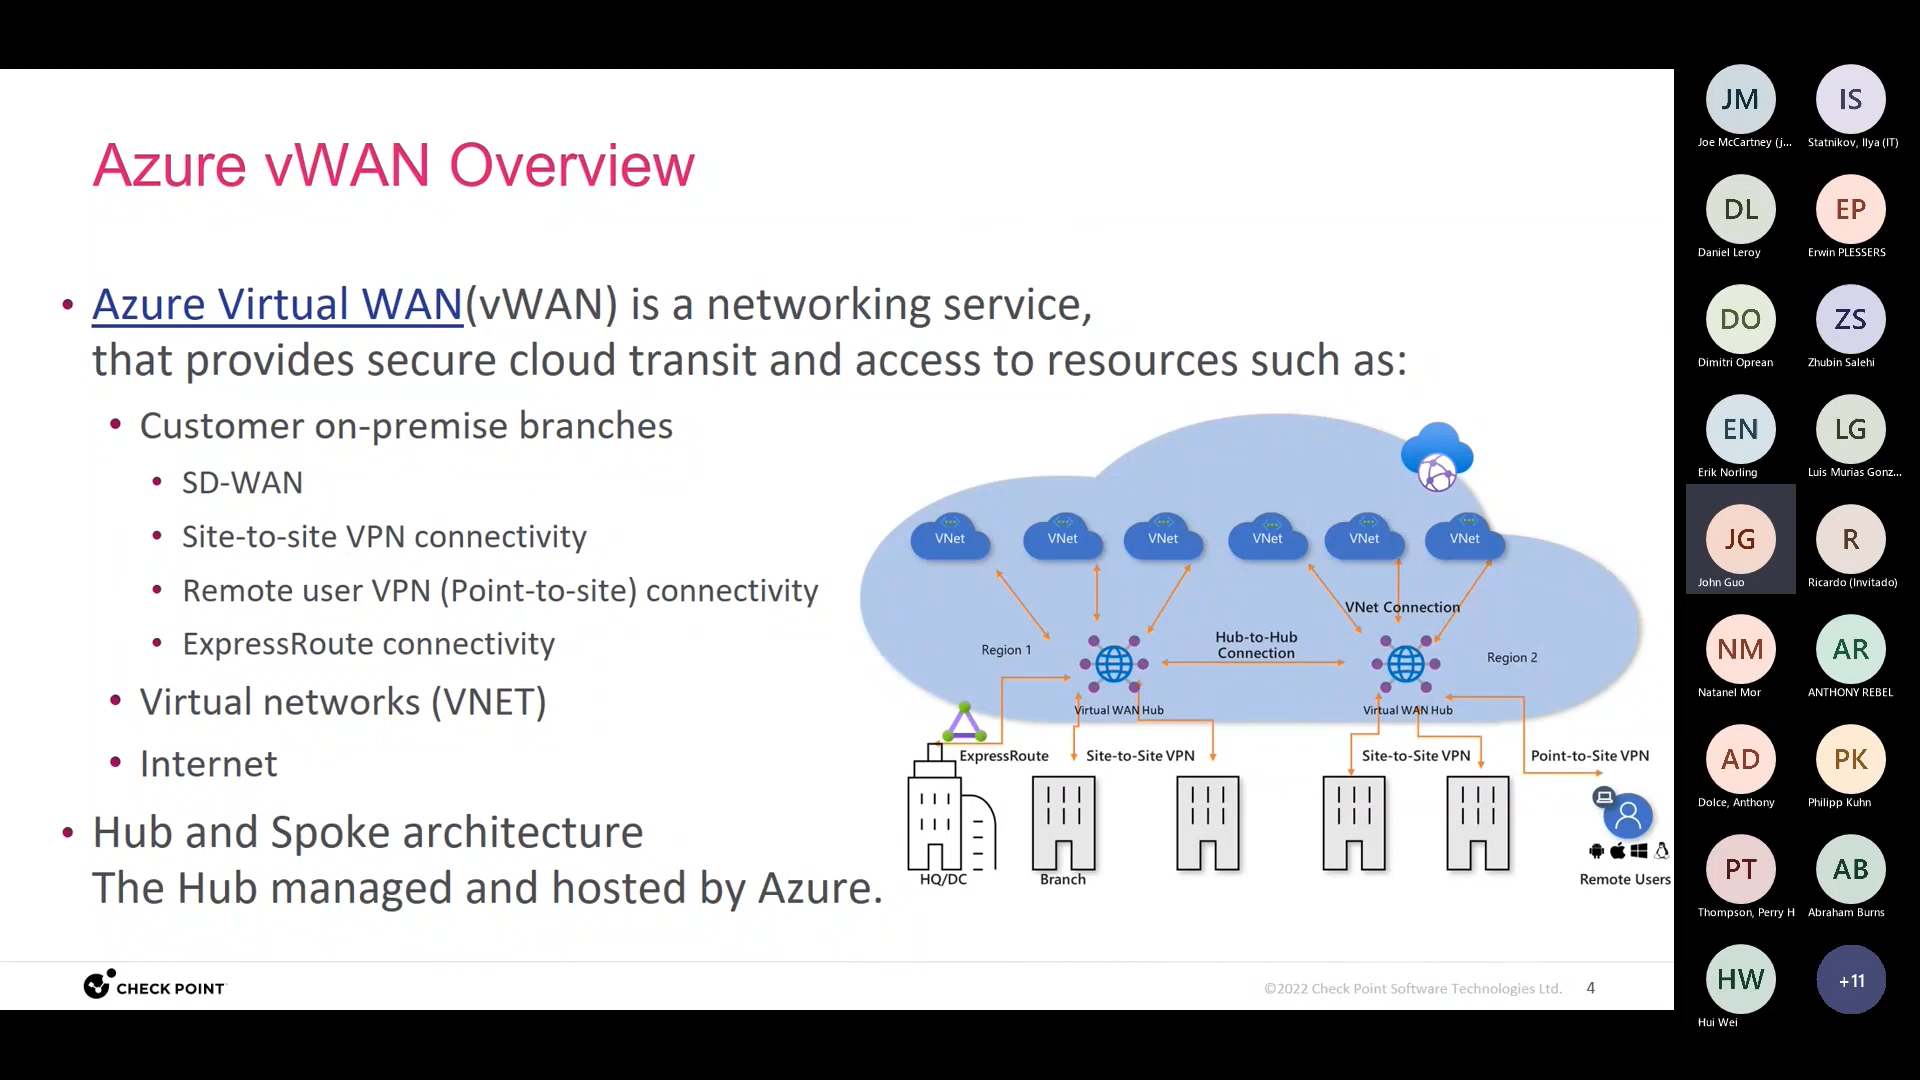 Azure vWAN Overview
• Azure Virtual WAN(vWAN) is a networking service,
that provides secure cloud transit and access to resources such as:
• Customer on-premise branches
• SD-WAN
• Site-to-site VPN connectivity
• Remote user VPN (Point-to-site) connectivity
• ExpressRoute connectivity
• Virtual networks (VNET)
• Internet
• Hub and Spoke architecture
The Hub managed and hosted by Azure.
VNet
VNet
VNet
VNet
VNet
VNet
VNet Connection
Region 1
Hub-to-Hub
Connection
Region 2
Virtual WAN Hub
Virtual WAN Hub
ExpressRoute
Site-to-Site VPN
Site-to-Site VPN
Point-to-Site VPN
HQ/DC
Branch
Remote Users
CHECK POINT
©2022 Check Point Software Technologies Ltd.
4
JM
Joe McCartney (j...
IS
Statnikov, Ilya (IT)
DL
Daniel Leroy
EP
Erwin PLESSERS
DO
Dimitri Oprean
ZS
Zhubin Salehi
EN
Erik Norling
LG
Luis Murias Gonz...
JG
John Guo
R
Ricardo (Invitado)
NM
Natanel Mor
AR
ANTHONY REBEL
AD
Dolce, Anthony
PK
Philipp Kuhn
PT
Thompson, Perry H
AB
Abraham Burns
HW
Hui Wei
+11